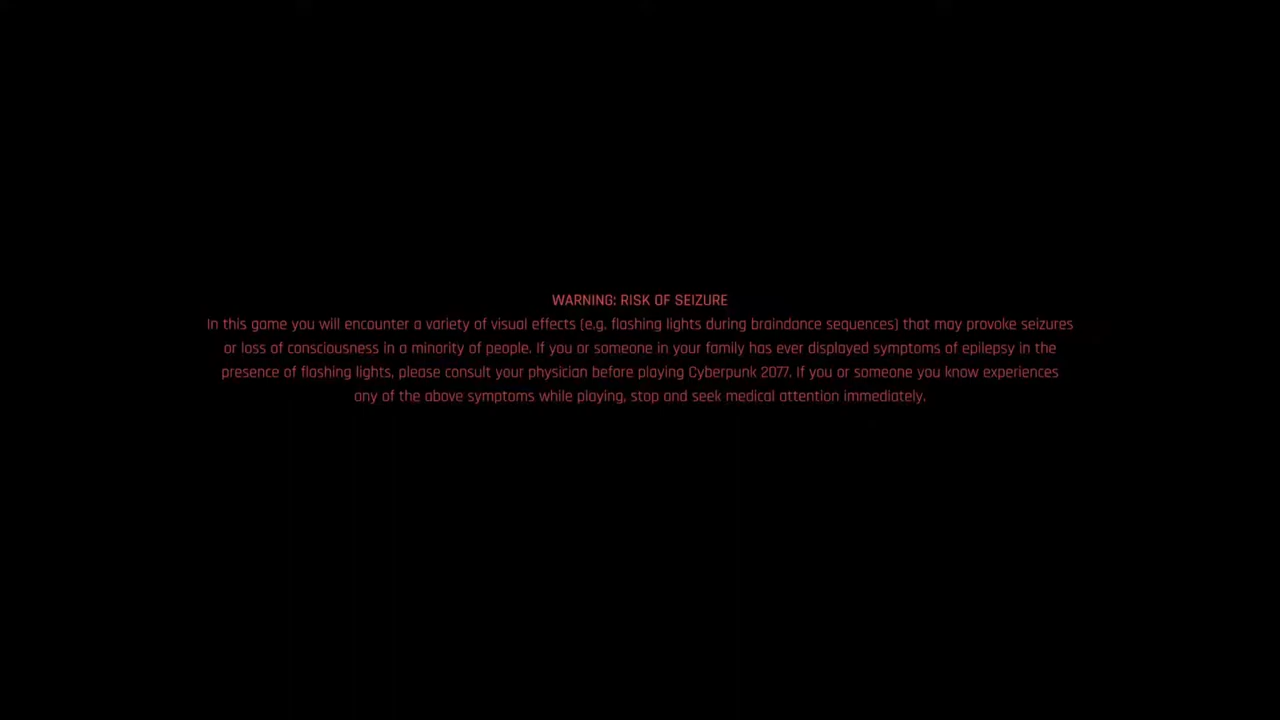 WARNING: RISK OF SEIZURE
In this game you will encounter a variety of visual effects (e.g. flashing lights during braindance sequences) that may provoke seizures
or loss of consciousness in a minority of people. If you or someone in your family has ever displayed symptoms of epilepsy in the
presence of flashing lights, please consult your physician before playing Cyberpunk 2077. If you or someone you know experiences
any of the above symptoms while playing, stop and seek medical attention immediately.